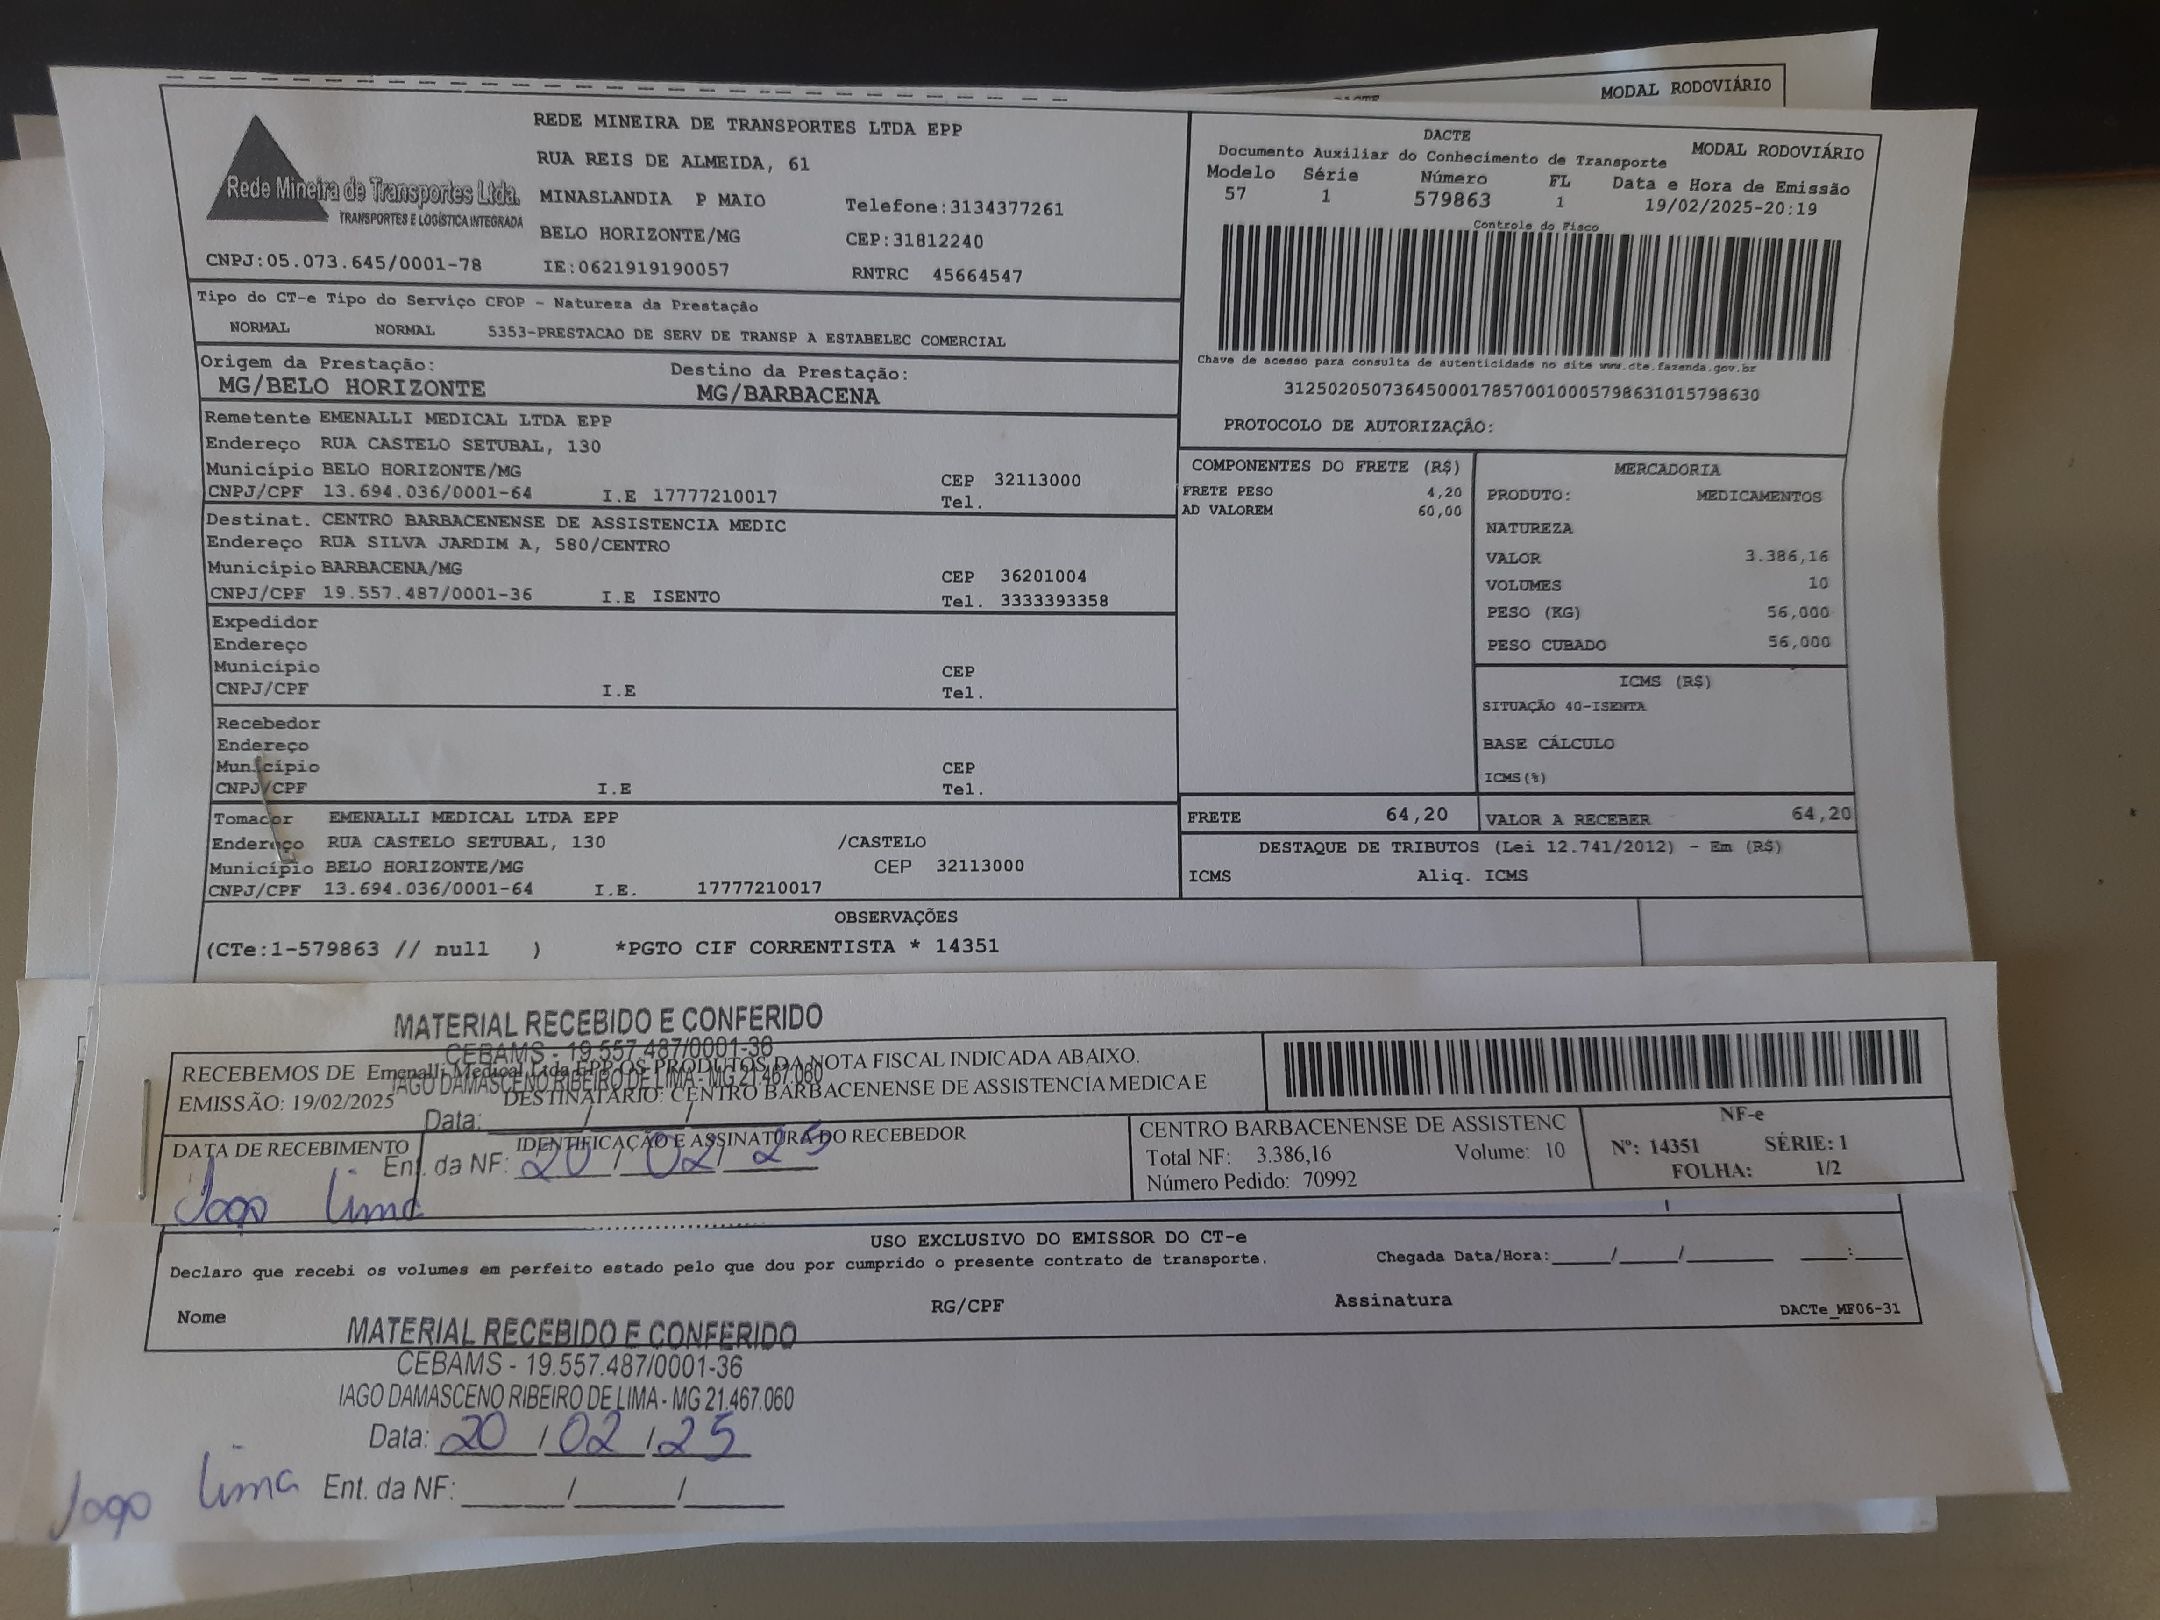 MODAL RODOVIÁRIO
Rede Mineira de Transportes Ltda.
TRANSPORTES E LOGÍSTICA INTEGRADA
CNPJ:05.073.645/0001-78
REDE MINEIRA DE TRANSPORTES LTDA EPP
RUA REIS DE ALMEIDA, 61
MINASLANDIA P MAIO Telefone:3134377261
BELO HORIZONTE/MG CEP:31812240
IE:0621919190057 RNTRC 45664547
DACTE
Documento Auxiliar do Conhecimento de Transporte MODAL RODOVIÁRIO
Modelo Série Número FL Data e Hora de Emissão
57 1 579863 1 19/02/2025-20:19
Controle do Fisco
Chave de acesso para consulta de autenticidade no site www.cte.fazenda.gov.br
31250205073645000178570010005798631015798630
PROTOCOLO DE AUTORIZAÇÃO:
Tipo do CT-e Tipo do Serviço CFOP - Natureza da Prestação
NORMAL NORMAL 5353-PRESTACAO DE SERV DE TRANSP A ESTABELEC COMERCIAL
Origem da Prestação: Destino da Prestação:
MG/BELO HORIZONTE MG/BARBACENA
Remetente EMENALLI MEDICAL LTDA EPP
Endereço RUA CASTELO SETUBAL, 130
Município BELO HORIZONTE/MG CEP 32113000
CNPJ/CPF 13.694.036/0001-64 I.E 17777210017 Tel.
Destinat. CENTRO BARBACENENSE DE ASSISTENCIA MEDIC
Endereço RUA SILVA JARDIM A, 580/CENTRO
Município BARBACENA/MG CEP 36201004
CNPJ/CPF 19.557.487/0001-36 I.E ISENTO Tel. 3333393358
Expedidor
Endereço
Município CEP
CNPJ/CPF I.E Tel.
Recebedor
Endereço
Município CEP
CNPJ/CPF I.E Tel.
Tomador EMENALLI MEDICAL LTDA EPP
Endereço RUA CASTELO SETUBAL, 130 /CASTELO
Município BELO HORIZONTE/MG CEP 32113000
CNPJ/CPF 13.694.036/0001-64 I.E. 17777210017
COMPONENTES DO FRETE (R$)
FRETE PESO 4,20
AD VALOREM 60,00
MERCADORIA
PRODUTO: MEDICAMENTOS
NATUREZA
VALOR 3.386,16
VOLUMES 10
PESO (KG) 56,000
PESO CUBADO 56,000
ICMS (R$)
SITUAÇÃO 40-ISENTA
BASE CÁLCULO
ICMS(%)
FRETE 64,20 VALOR A RECEBER 64,20
DESTAQUE DE TRIBUTOS (Lei 12.741/2012) - Em (R$)
ICMS Aliq. ICMS
OBSERVAÇÕES
(CTe:1-579863 // null ) *PGTO CIF CORRENTISTA * 14351
MATERIAL RECEBIDO E CONFERIDO
CEBAMS - 19.557.487/0001-36
RECEBEMOS DE Emenalli Medical Ltda EPP OS PRODUTOS DA NOTA FISCAL INDICADA ABAIXO.
IAGO DAMASCENO RIBEIRO DE LIMA - MG 21.467.060
EMISSÃO: 19/02/2025 DESTINATÁRIO: CENTRO BARBACENENSE DE ASSISTENCIA MEDICA E
Data: / /
DATA DE RECEBIMENTO IDENTIFICAÇÃO E ASSINATURA DO RECEBEDOR
Ent. da NF: 20/02/25
Iago Lima
CENTRO BARBACENENSE DE ASSISTENC
Total NF: 3.386,16 Volume: 10
Número Pedido: 70992
NF-e
Nº: 14351 SÉRIE: 1
FOLHA: 1/2
USO EXCLUSIVO DO EMISSOR DO CT-e
Declaro que recebi os volumes em perfeito estado pelo que dou por cumprido o presente contrato de transporte. Chegada Data/Hora:____/____/______ ___:___
Nome RG/CPF Assinatura DACTe_MF06-31
MATERIAL RECEBIDO E CONFERIDO
CEBAMS - 19.557.487/0001-36
IAGO DAMASCENO RIBEIRO DE LIMA - MG 21.467.060
Data: 20/02/25
Iago Lima Ent. da NF: ____/____/____